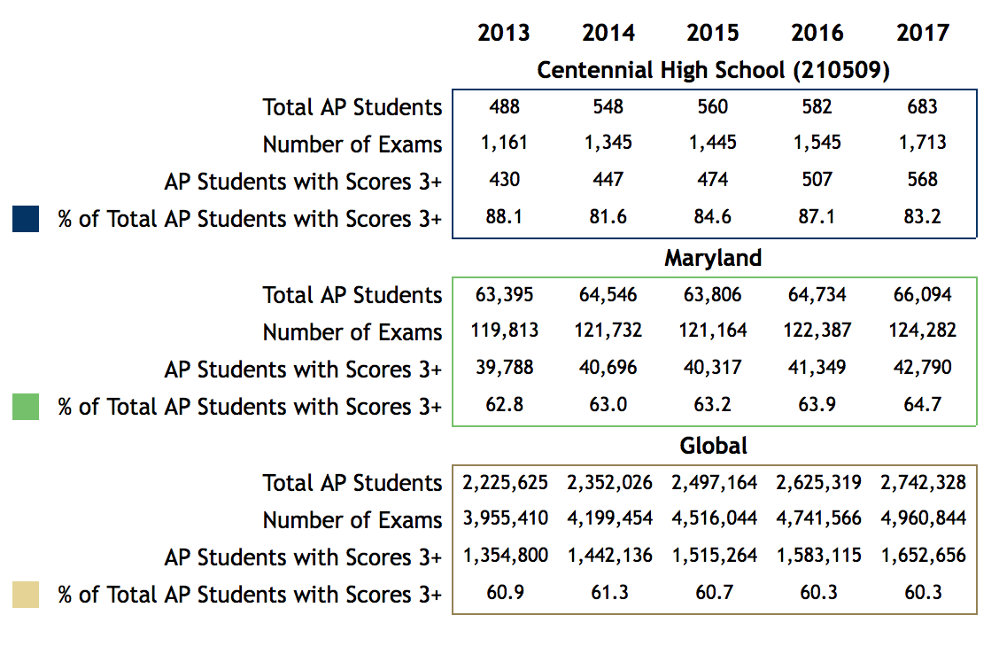 2013 2014 2015 2016 2017
Centennial High School (210509)
Total AP Students 488 548 560 582 683
Number of Exams 1,161 1,345 1,445 1,545 1,713
AP Students with Scores 3+ 430 447 474 507 568
% of Total AP Students with Scores 3+ 88.1 81.6 84.6 87.1 83.2
Maryland
Total AP Students 63,395 64,546 63,806 64,734 66,094
Number of Exams 119,813 121,732 121,164 122,387 124,282
AP Students with Scores 3+ 39,788 40,696 40,317 41,349 42,790
% of Total AP Students with Scores 3+ 62.8 63.0 63.2 63.9 64.7
Global
Total AP Students 2,225,625 2,352,026 2,497,164 2,625,319 2,742,328
Number of Exams 3,955,410 4,199,454 4,516,044 4,741,566 4,960,844
AP Students with Scores 3+ 1,354,800 1,442,136 1,515,264 1,583,115 1,652,656
% of Total AP Students with Scores 3+ 60.9 61.3 60.7 60.3 60.3